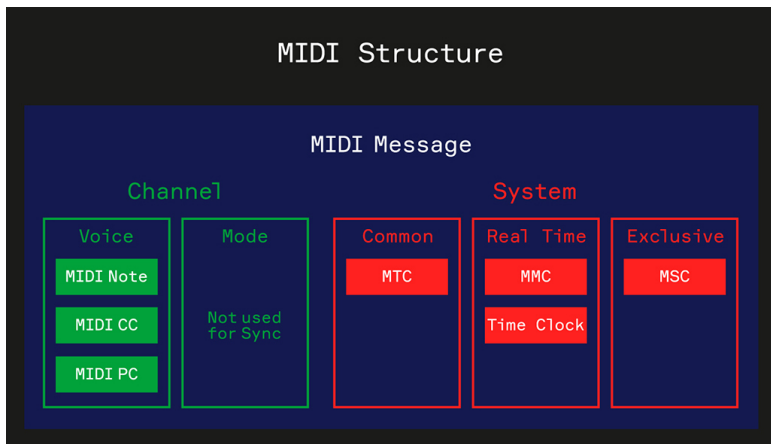 MIDI Structure
MIDI Message
Channel
System
Voice
MIDI Note
MIDI CC
MIDI PC
Mode
Not used
for Sync
Common
MTC
Real Time
MMC
Time Clock
Exclusive
MSC